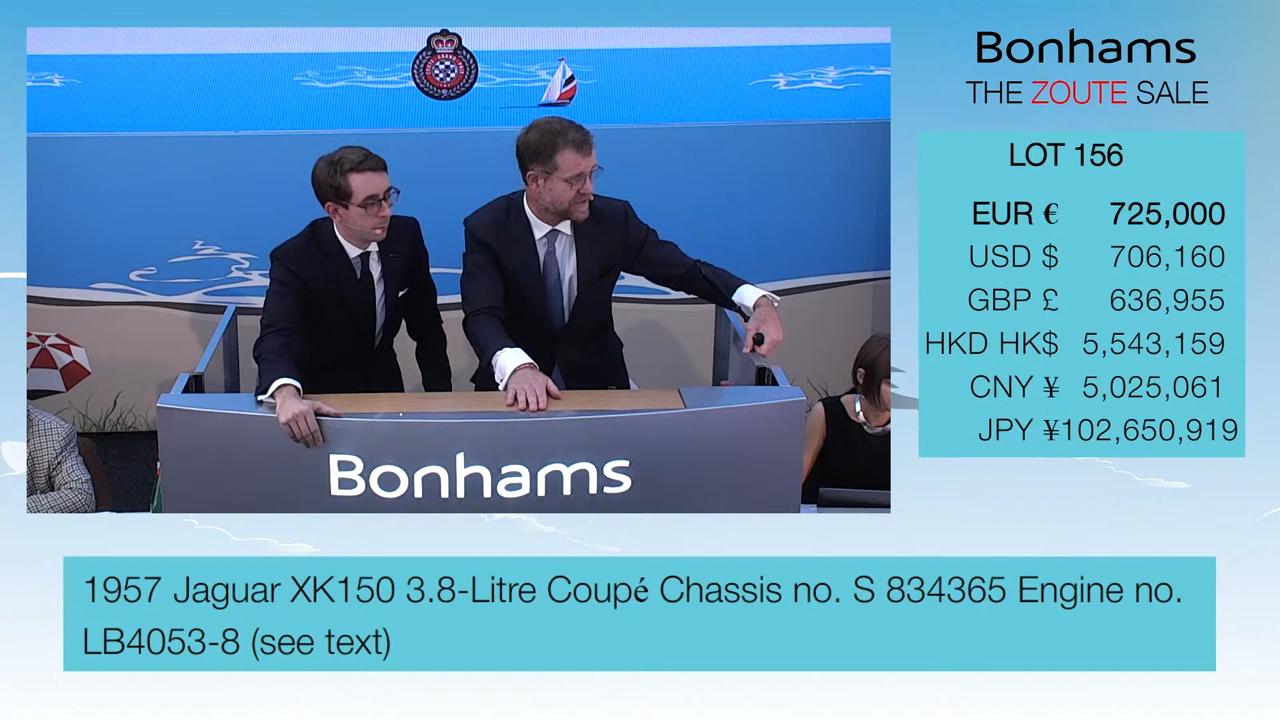 Bonhams
THE ZOUTE SALE
LOT 156
EUR € 725,000
USD $ 706,160
GBP £ 636,955
HKD HK$ 5,543,159
CNY ¥ 5,025,061
JPY ¥102,650,919
Bonhams
1957 Jaguar XK150 3.8-Litre Coupé Chassis no. S 834365 Engine no.
LB4053-8 (see text)